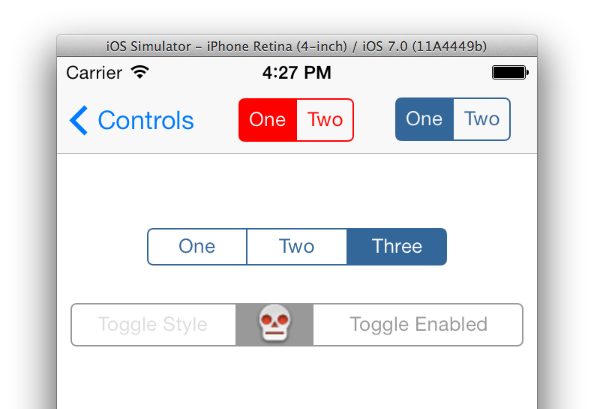 iOS Simulator – iPhone Retina (4-inch) / iOS 7.0 (11A4449b)
Carrier 4:27 PM
Controls One Two One Two
One Two Three
Toggle Style Toggle Enabled